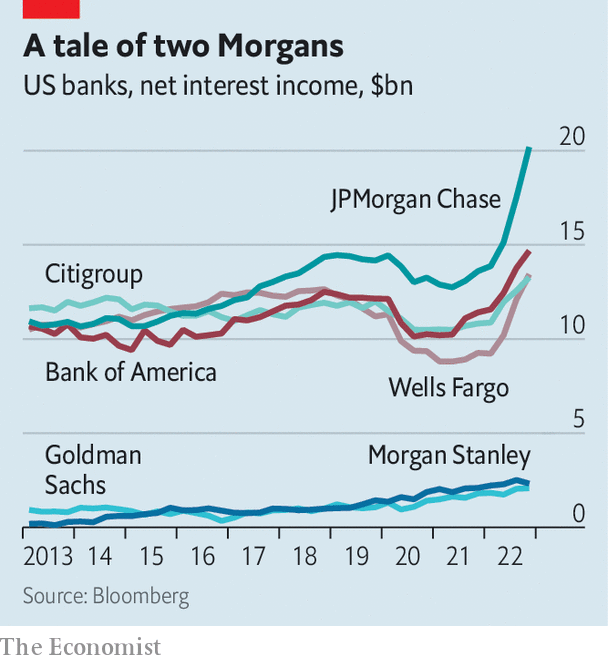 A tale of two Morgans
US banks, net interest income, $bn
20
JPMorgan Chase
15
Citigroup
10
Bank of America
Wells Fargo
5
Goldman
Sachs
Morgan Stanley
0
2013 14 15 16 17 18 19 20 21 22
Source: Bloomberg
The Economist